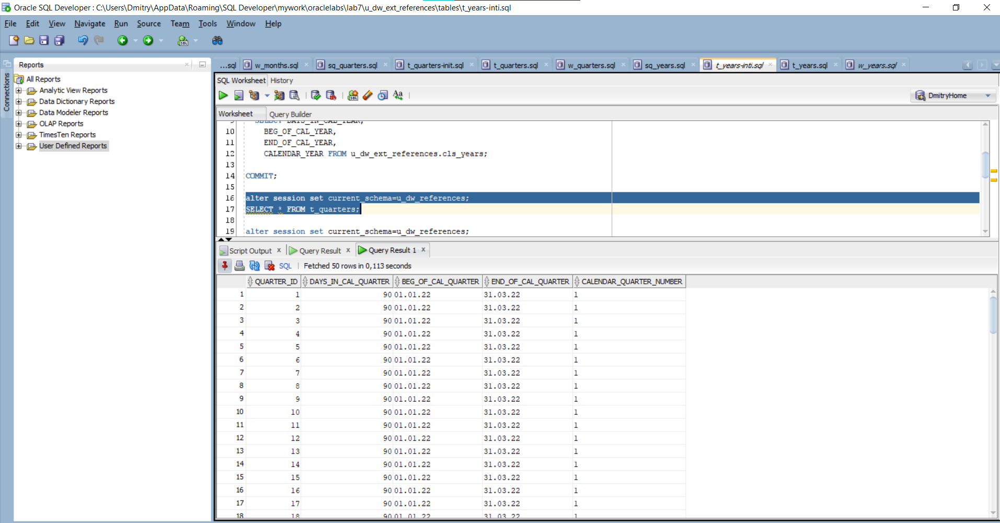 Oracle SQL Developer : C:\Users\Dmitry\AppData\Roaming\SQL Developer\mywork\oraclelabs\lab7\u_dw_ext_references\tables\t_years-inti.sql
File Edit View Navigate Run Source Team Tools Window Help
Connections
Reports
All Reports
Analytic View Reports
Data Dictionary Reports
Data Modeler Reports
OLAP Reports
TimesTen Reports
User Defined Reports
...sql w_months.sql sq_quarters.sql t_quarters-init.sql t_quarters.sql w_quarters.sql sq_years.sql t_years-inti.sql t_years.sql w_years.sql
SQL Worksheet History
DmitryHome
Worksheet Query Builder
9 SELECT DAYS_IN_CAL_YEAR,
10 BEG_OF_CAL_YEAR,
11 END_OF_CAL_YEAR,
12 CALENDAR_YEAR FROM u_dw_ext_references.cls_years;
13
14 COMMIT;
15
16 alter session set current_schema=u_dw_references;
17 SELECT * FROM t_quarters;
18
19 alter session set current_schema=u_dw_references;
Script Output Query Result Query Result 1
SQL Fetched 50 rows in 0,113 seconds
QUARTER_ID DAYS_IN_CAL_QUARTER BEG_OF_CAL_QUARTER END_OF_CAL_QUARTER CALENDAR_QUARTER_NUMBER
1 1 90 01.01.22 31.03.22 1
2 2 90 01.01.22 31.03.22 1
3 3 90 01.01.22 31.03.22 1
4 4 90 01.01.22 31.03.22 1
5 5 90 01.01.22 31.03.22 1
6 6 90 01.01.22 31.03.22 1
7 7 90 01.01.22 31.03.22 1
8 8 90 01.01.22 31.03.22 1
9 9 90 01.01.22 31.03.22 1
10 10 90 01.01.22 31.03.22 1
11 11 90 01.01.22 31.03.22 1
12 12 90 01.01.22 31.03.22 1
13 13 90 01.01.22 31.03.22 1
14 14 90 01.01.22 31.03.22 1
15 15 90 01.01.22 31.03.22 1
16 16 90 01.01.22 31.03.22 1
17 17 90 01.01.22 31.03.22 1
18 18 90 01.01.22 31.03.22 1